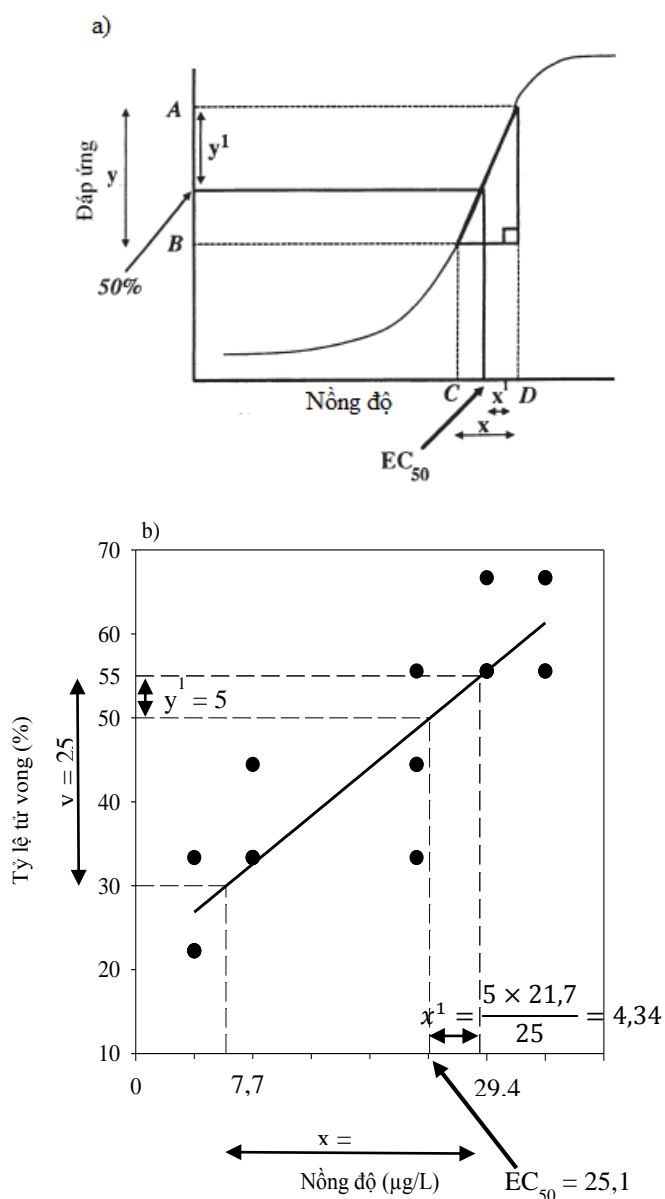 a)
A
y¹
y
Đáp ứng
B
50%
C
x¹
D
Nồng độ
x
EC₅₀
b)
70
60
55
y¹ = 5
50
v = 25
Tỷ lệ tử vong (%)
40
30
20
x¹ = 5 × 21,7 / 25 = 4,34
10
0
7,7
29.4
x =
Nồng độ (µg/L)
EC₅₀ = 25,1